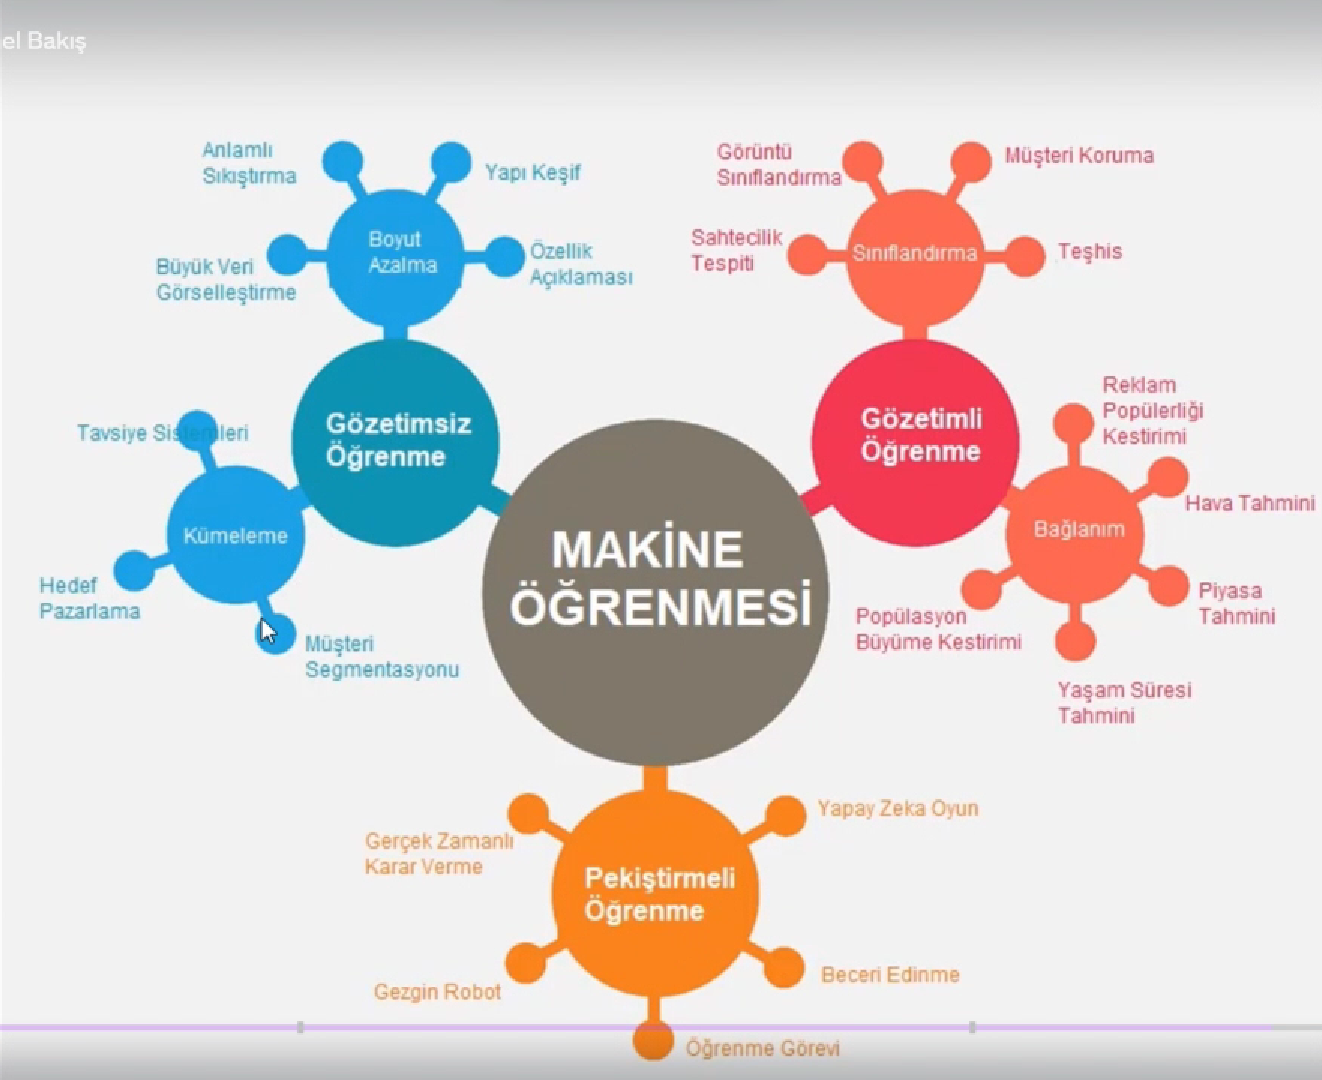 el Bakış
Anlamlı
Sıkıştırma
Yapı Keşif
Boyut
Azalma
Büyük Veri
Görselleştirme
Özellik
Açıklaması
Görüntü
Sınıflandırma
Müşteri Koruma
Sahtecilik
Tespiti
Sınıflandırma
Teşhis
Gözetimsiz
Öğrenme
Gözetimli
Öğrenme
Tavsiye Sistemleri
Kümeleme
Hedef
Pazarlama
Müşteri
Segmentasyonu
Reklam
Popülerliği
Kestirimi
Hava Tahmini
Bağlanım
Piyasa
Tahmini
Popülasyon
Büyüme Kestirimi
Yaşam Süresi
Tahmini
MAKİNE
ÖĞRENMESİ
Gerçek Zamanlı
Karar Verme
Yapay Zeka Oyun
Pekiştirmeli
Öğrenme
Gezgin Robot
Beceri Edinme
Öğrenme Görevi